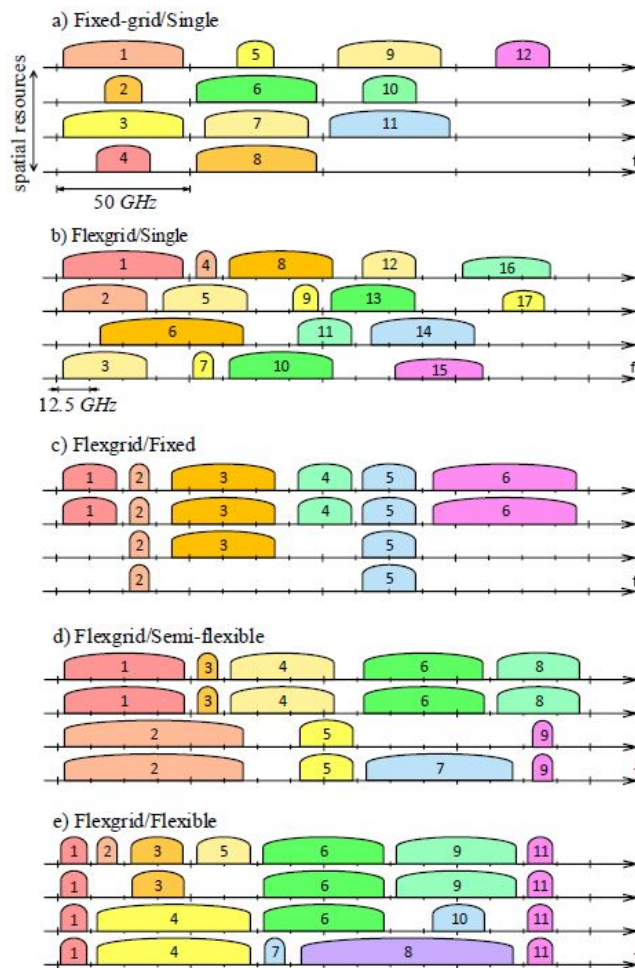 a) Fixed-grid/Single
1 5 9 12
2 6 10
3 7 11
4 8
spatial resources
f
50 GHz
b) Flexgrid/Single
1 4 8 12 16
2 5 9 13 17
6 11 14
3 7 10 15
f
12.5 GHz
c) Flexgrid/Fixed
1 2 3 4 5 6
1 2 3 4 5 6
2 3 5
2 5
d) Flexgrid/Semi-flexible
1 3 4 6 8
1 3 4 6 8
2 5 9
2 5 7 9
e) Flexgrid/Flexible
1 2 3 5 6 9 11
1 3 6 9 11
1 4 6 10 11
1 4 7 8 11